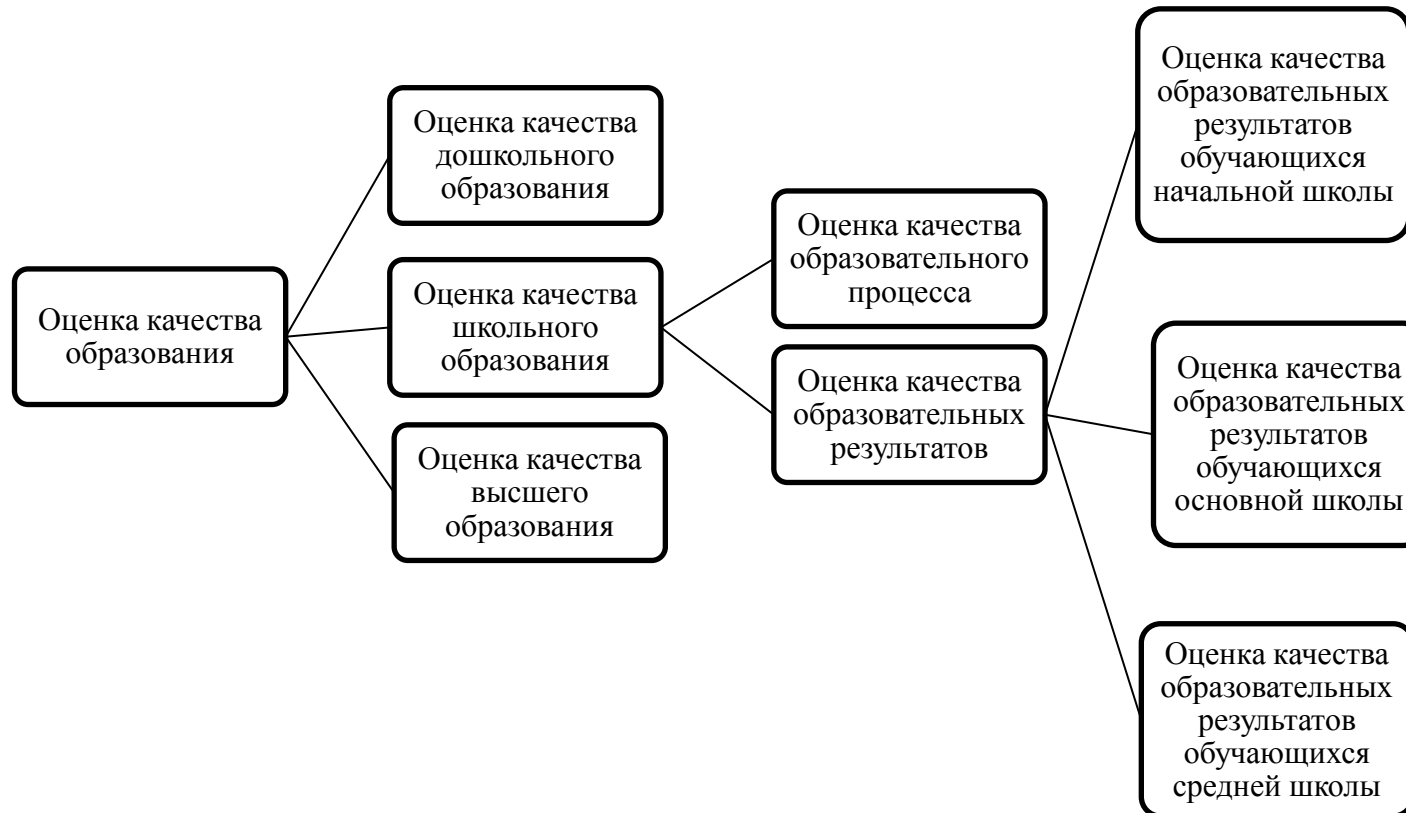 Оценка качества
образования
Оценка качества
дошкольного
образования
Оценка качества
школьного
образования
Оценка качества
высшего
образования
Оценка качества
образовательного
процесса
Оценка качества
образовательных
результатов
Оценка качества
образовательных
результатов
обучающихся
начальной школы
Оценка качества
образовательных
результатов
обучающихся
основной школы
Оценка качества
образовательных
результатов
обучающихся
средней школы